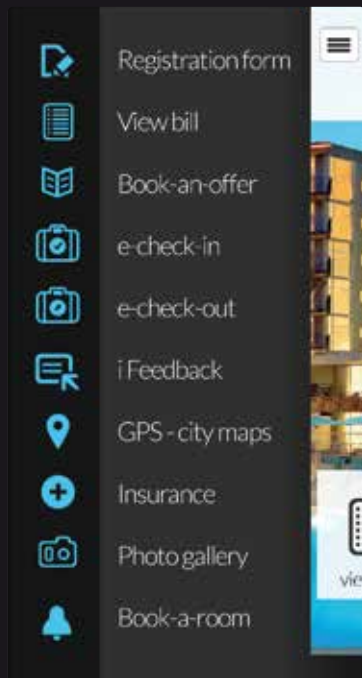 Registration form
View bill
Book-an-offer
e-check-in
e-check-out
i Feedback
GPS - city maps
Insurance
Photo gallery
Book-a-room